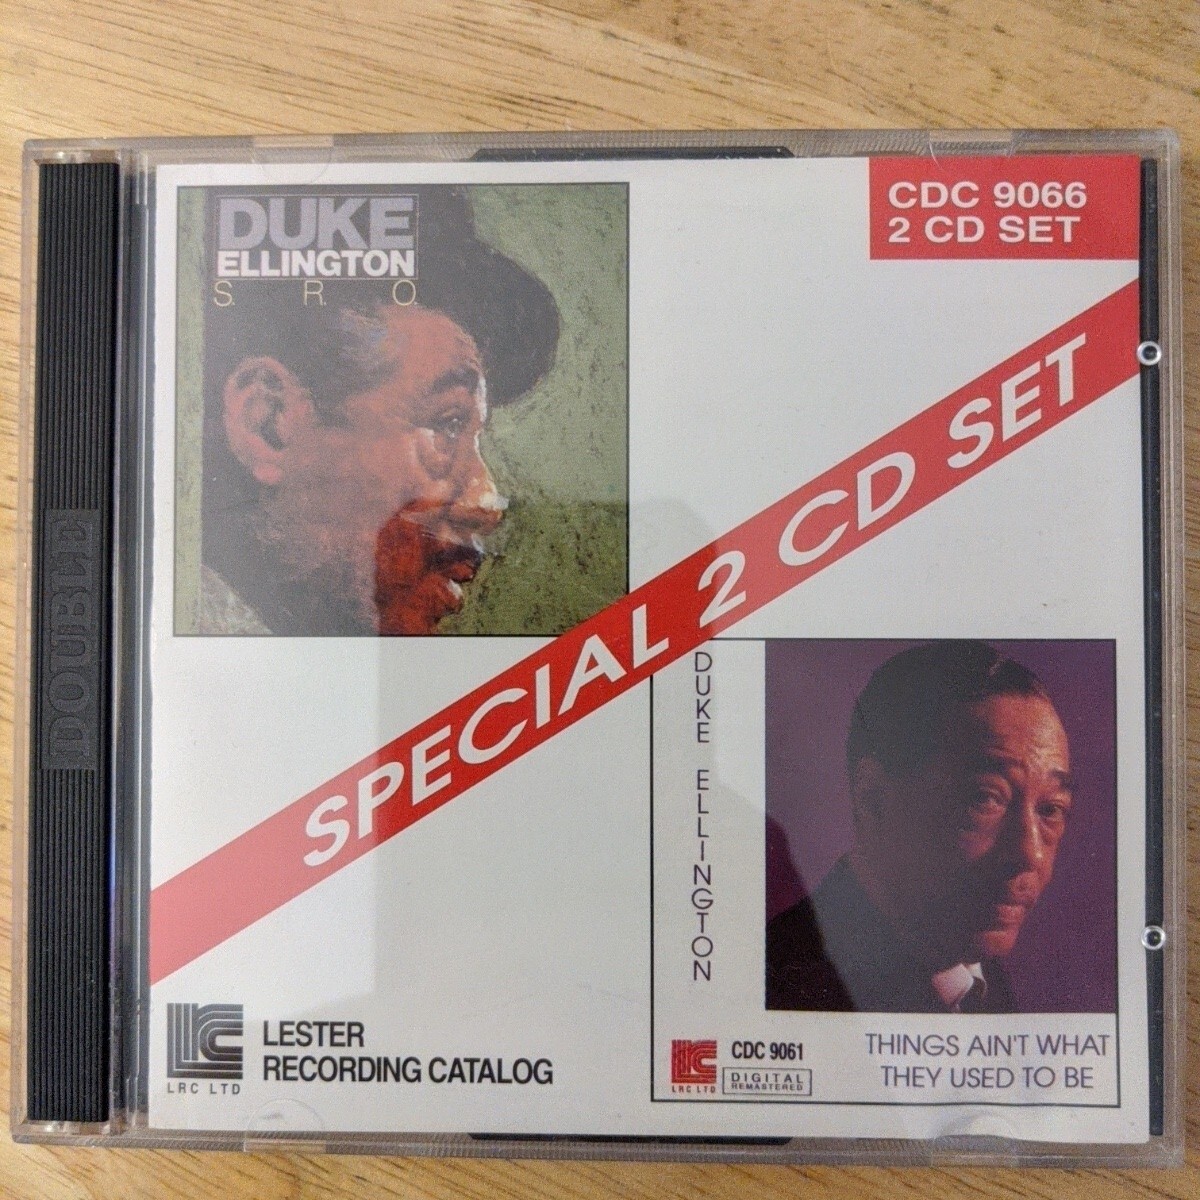 DOUBLE
DUKE
ELLINGTON
S. R. O.
CDC 9066
2 CD SET
SPECIAL 2 CD SET
DUKE ELLINGTON
LRC LTD
LESTER
RECORDING CATALOG
LRC LTD
CDC 9061
DIGITAL
REMASTERED
THINGS AIN'T WHAT
THEY USED TO BE